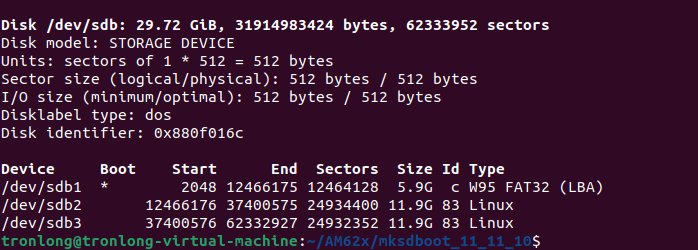 Disk /dev/sdb: 29.72 GiB, 31914983424 bytes, 62333952 sectors
Disk model: STORAGE DEVICE
Units: sectors of 1 * 512 = 512 bytes
Sector size (logical/physical): 512 bytes / 512 bytes
I/O size (minimum/optimal): 512 bytes / 512 bytes
Disklabel type: dos
Disk identifier: 0x880f016c
Device     Boot    Start      End  Sectors  Size Id Type
/dev/sdb1  *        2048 12466175 12464128  5.9G  c W95 FAT32 (LBA)
/dev/sdb2       12466176 37400575 24934400 11.9G 83 Linux
/dev/sdb3       37400576 62332927 24932352 11.9G 83 Linux
tronlong@tronlong-virtual-machine:~/AM62x/mksdboot_11_11_10$